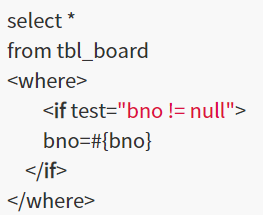 select *
from tbl_board
<where>
<if test="bno != null">
bno=#{bno}
</if>
</where>